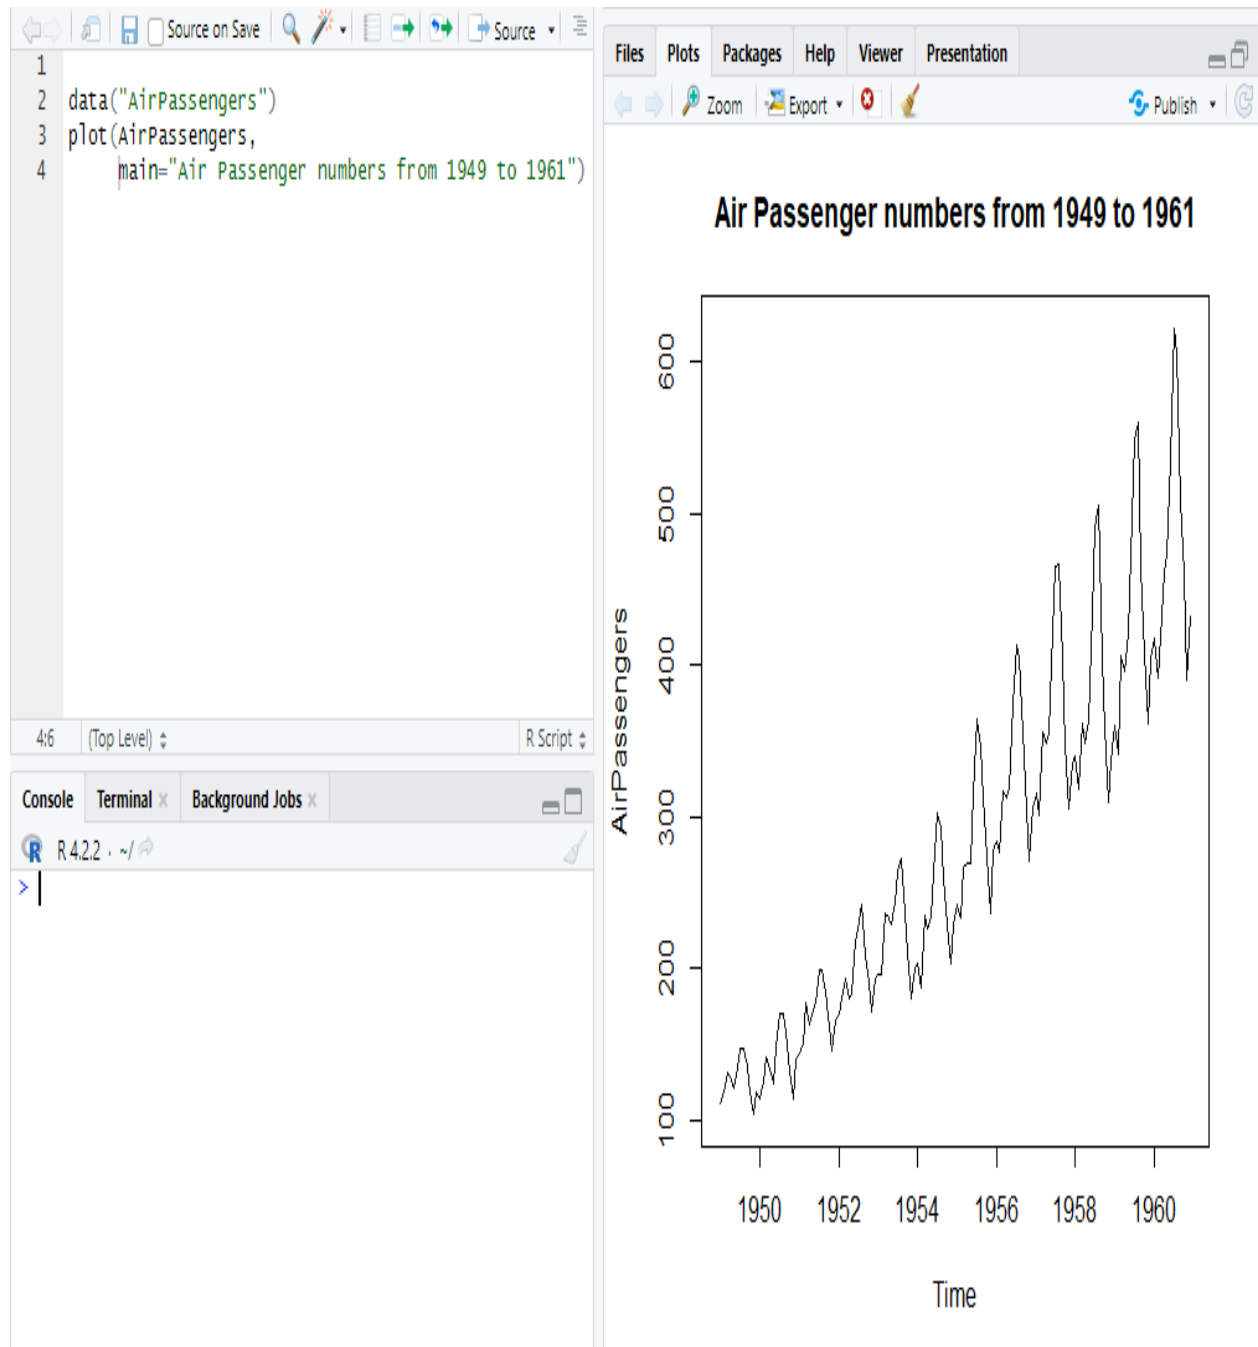 Source on Save
Source
1
2 data("AirPassengers")
3 plot(AirPassengers,
4 main="Air Passenger numbers from 1949 to 1961")
4:6 (Top Level) R Script
Console Terminal Background Jobs
R R 4.2.2 . ~/
>
Files Plots Packages Help Viewer Presentation
Zoom Export Publish
Air Passenger numbers from 1949 to 1961
AirPassengers
600
500
400
300
200
100
1950 1952 1954 1956 1958 1960
Time